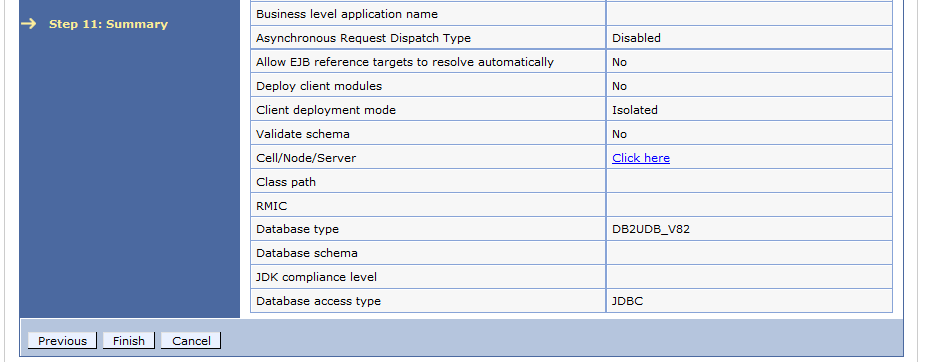 Step 11: Summary
Business level application name
Asynchronous Request Dispatch Type Disabled
Allow EJB reference targets to resolve automatically No
Deploy client modules No
Client deployment mode Isolated
Validate schema No
Cell/Node/Server Click here
Class path
RMIC
Database type DB2UDB_V82
Database schema
JDK compliance level
Database access type JDBC
Previous Finish Cancel